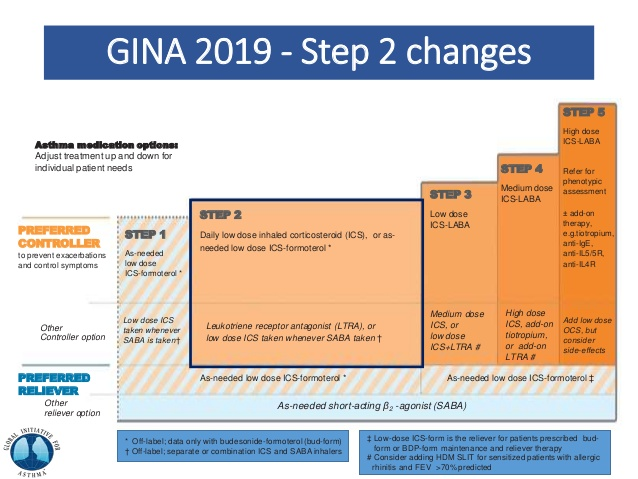 GINA 2019 - Step 2 changes
Asthma medication options:
Adjust treatment up and down for
individual patient needs
PREFERRED
CONTROLLER
to prevent exacerbations
and control symptoms
Other
Controller option
PREFERRED
RELIEVER
Other
reliever option
STEP 1
As-needed
low dose
ICS-formoterol *
Low dose ICS
taken whenever
SABA is taken†
STEP 2
Daily low dose inhaled corticosteroid (ICS), or as-
needed low dose ICS-formoterol *
Leukotriene receptor antagonist (LTRA), or
low dose ICS taken whenever SABA taken †
STEP 3
Low dose
ICS-LABA
Medium dose
ICS, or
low dose
ICS+LTRA #
STEP 4
Medium dose
ICS-LABA
High dose
ICS, add-on
tiotropium,
or add-on
LTRA #
STEP 5
High dose
ICS-LABA
Refer for
phenotypic
assessment
± add-on
therapy,
e.g.tiotropium,
anti-IgE,
anti-IL5/5R,
anti-IL4R
Add low dose
OCS, but
consider
side-effects
As-needed low dose ICS-formoterol *
As-needed low dose ICS-formoterol ‡
As-needed short-acting β2 -agonist (SABA)
* Off-label; data only with budesonide-formoterol (bud-form)
† Off-label; separate or combination ICS and SABA inhalers
‡ Low-dose ICS-form is the reliever for patients prescribed bud-
form or BDP-form maintenance and reliever therapy
# Consider adding HDM SLIT for sensitized patients with allergic
rhinitis and FEV >70% predicted
GLOBAL INITIATIVE FOR
ASTHMA